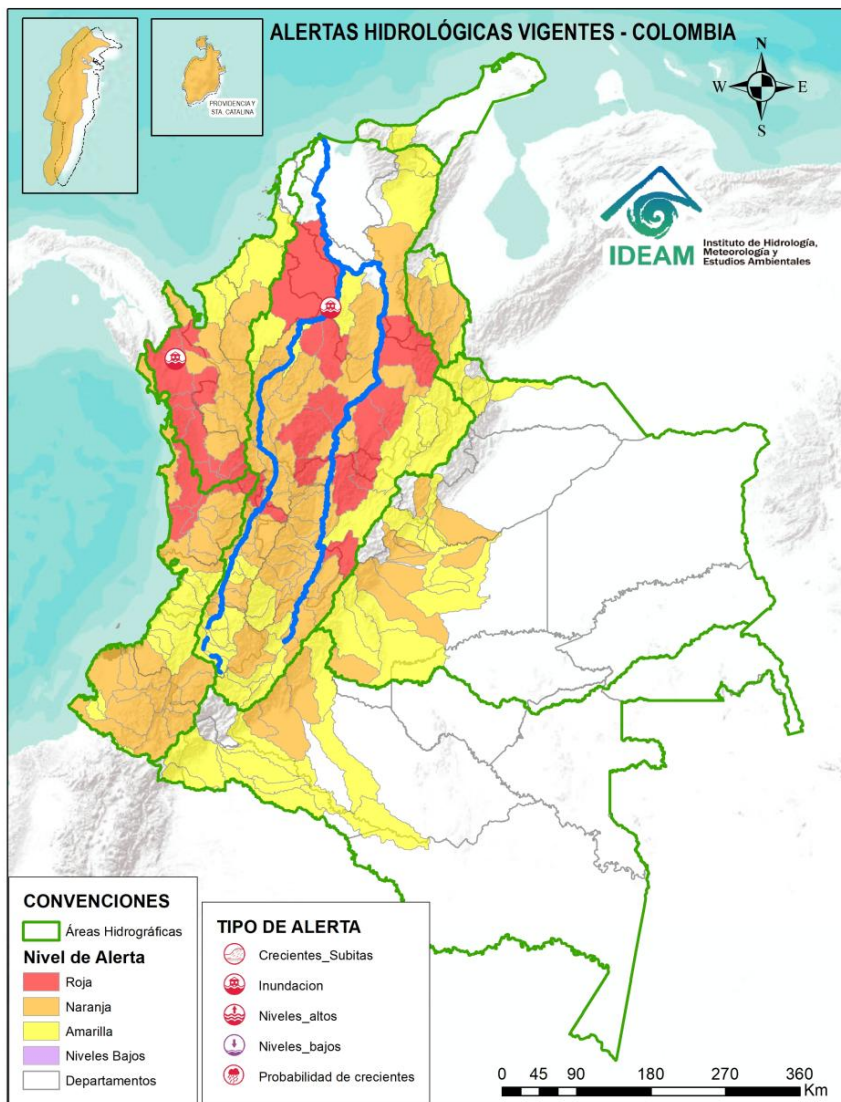 ALERTAS HIDROLÓGICAS VIGENTES - COLOMBIA
PROVIDENCIA Y
STA. CATALINA
N
W
E
S
IDEAM
Instituto de Hidrología,
Meteorología y
Estudios Ambientales
CONVENCIONES
Áreas Hidrográficas
Nivel de Alerta
Roja
Naranja
Amarilla
Niveles Bajos
Departamentos
TIPO DE ALERTA
Crecientes_Subitas
Inundacion
Niveles_altos
Niveles_bajos
Probabilidad de crecientes
0 45 90 180 270 360
Km